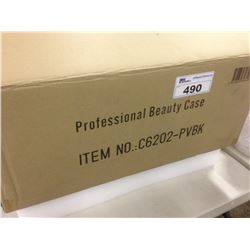 490
Professional Beauty Case
ITEM NO.:C6202-PVBK